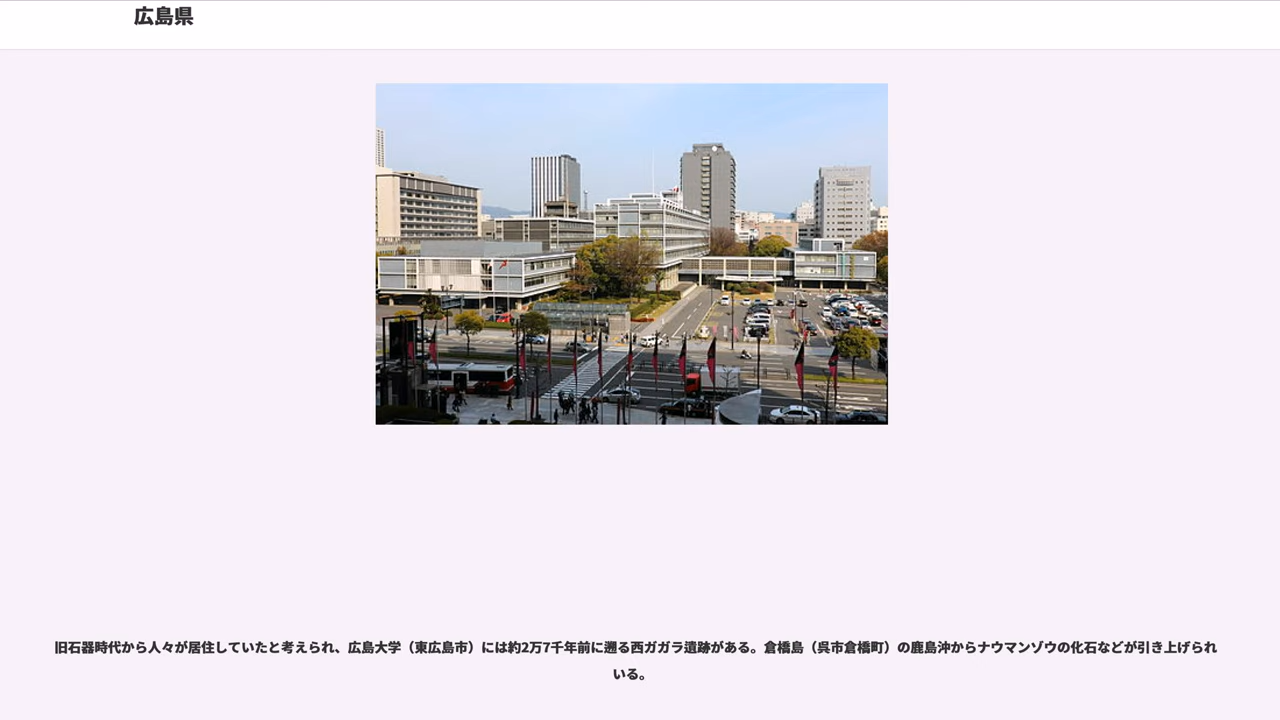 広島県
旧石器時代から人々が居住していたと考えられ、広島大学（東広島市）には約2万7千年前に遡る西ガガラ遺跡がある。倉橋島（呉市倉橋町）の鹿島沖からナウマンゾウの化石などが引き上げられ
いる。